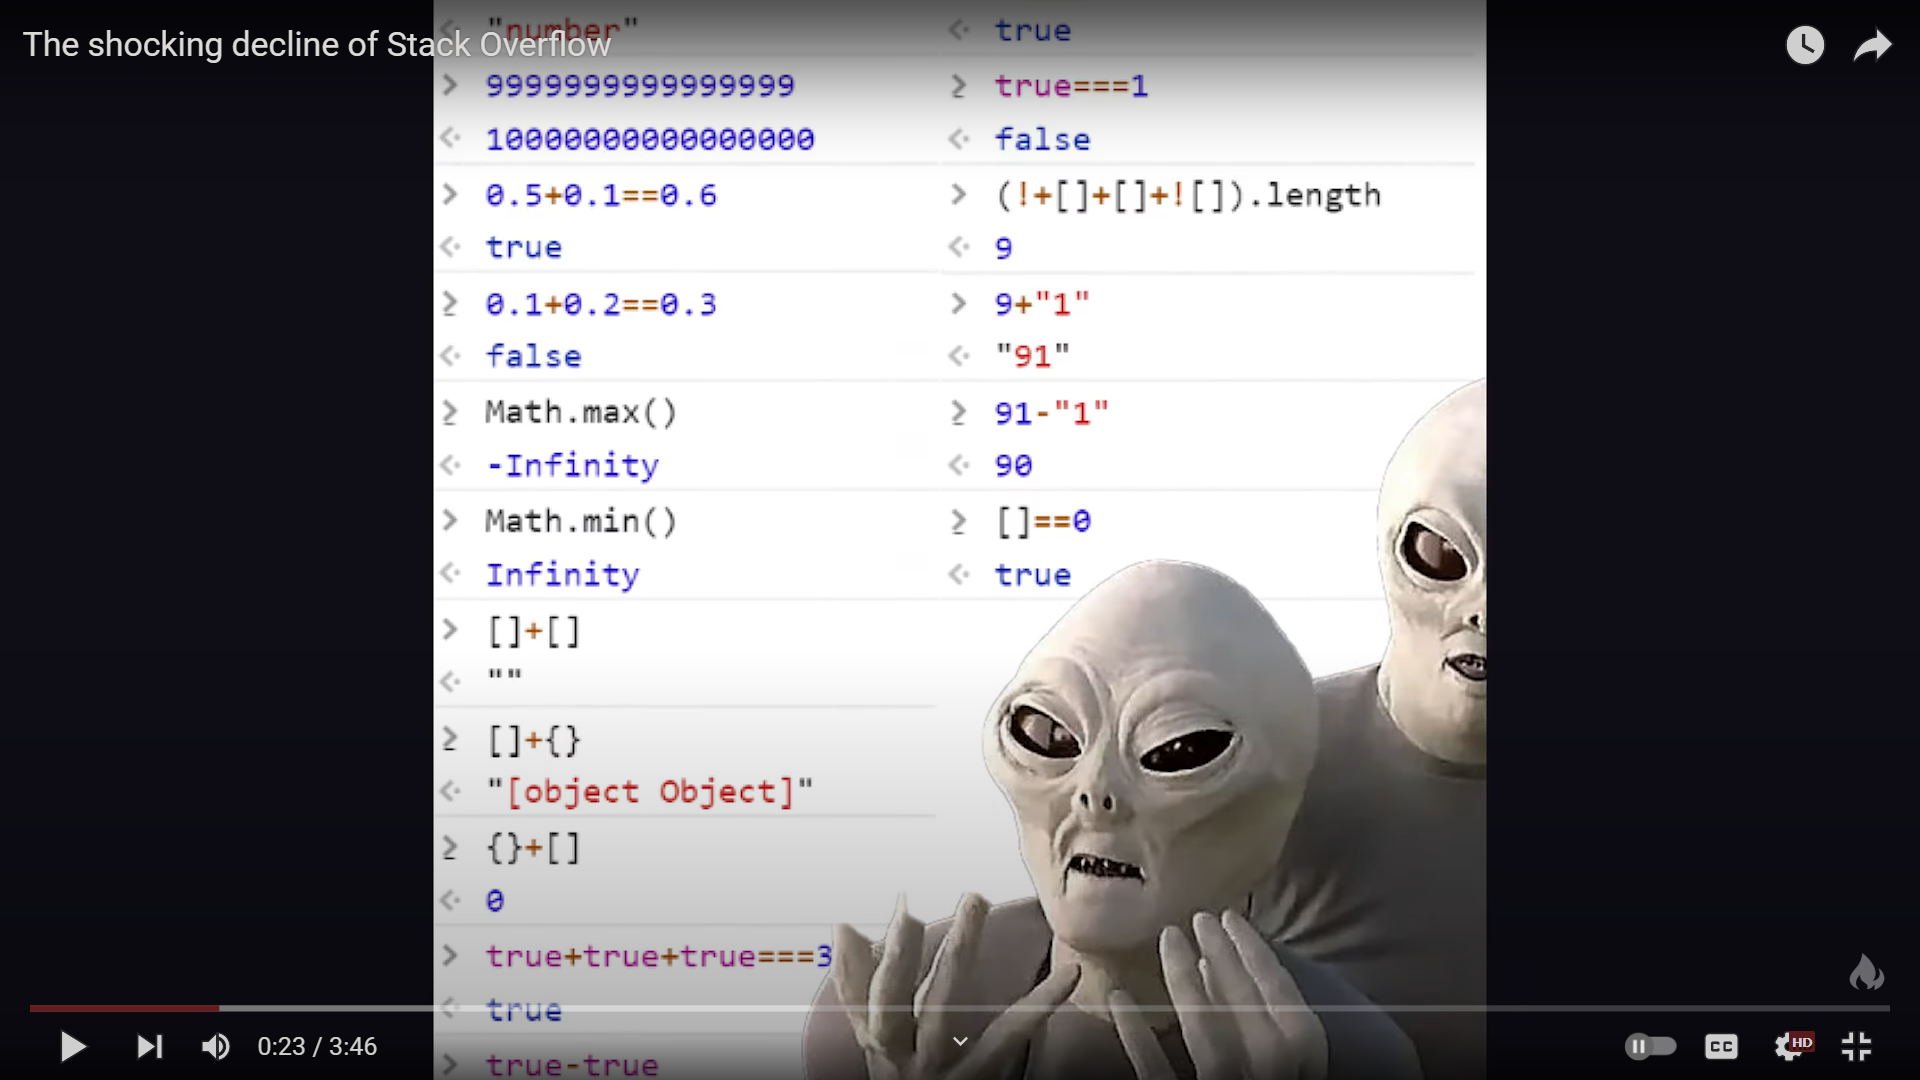 The shocking decline of Stack Overflow
"number"
> 9999999999999999
<· 10000000000000000
> 0.5+0.1==0.6
<· true
> 0.1+0.2==0.3
<· false
> Math.max()
<· -Infinity
> Math.min()
<· Infinity
> []+[]
<· ""
> []+{}
<· "[object Object]"
> {}+[]
<· 0
> true+true+true===3
<· true
> true-true
<· true
> true===1
<· false
> (!+[]+[]+![]).length
<· 9
> 9+"1"
<· "91"
> 91-"1"
<· 90
> []==0
<· true
0:23 / 3:46
CC
HD